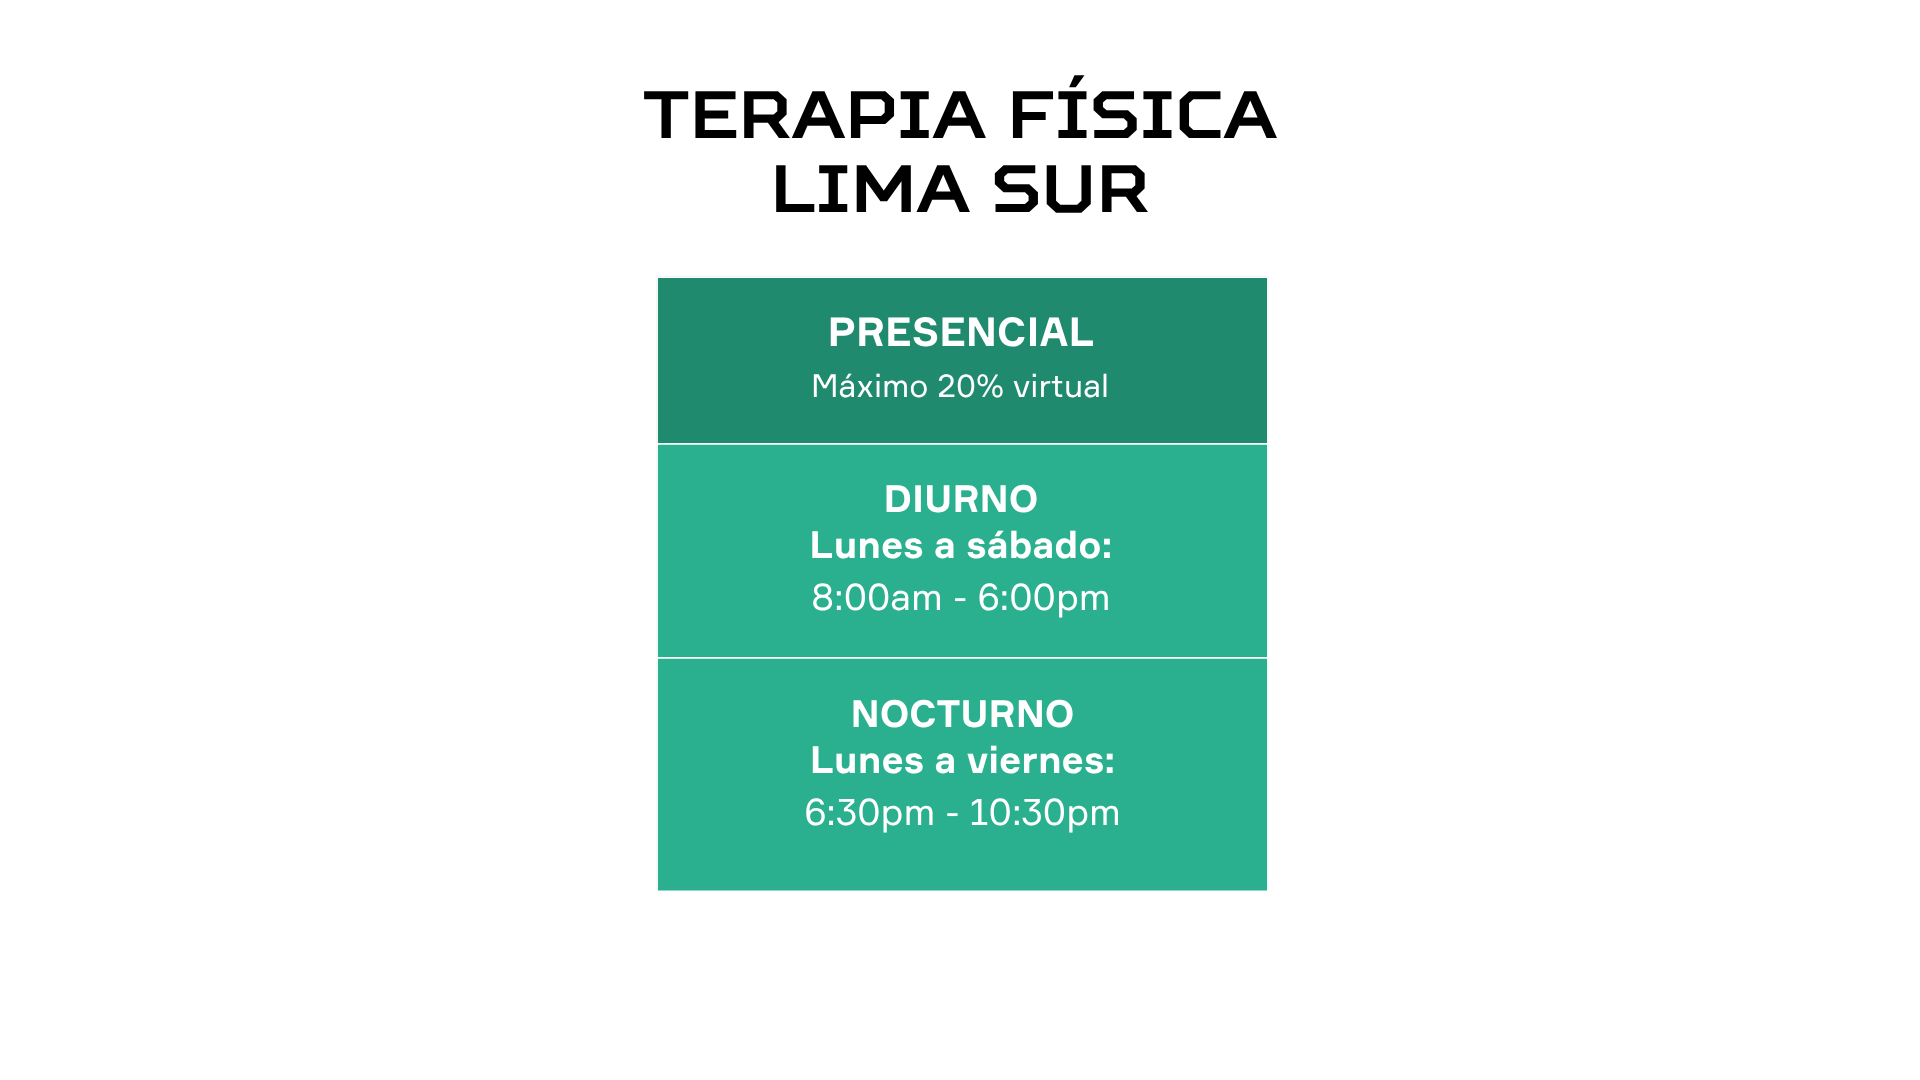 TERAPIA FÍSICA
LIMA SUR
PRESENCIAL
Máximo 20% virtual
DIURNO
Lunes a sábado:
8:00am - 6:00pm
NOCTURNO
Lunes a viernes:
6:30pm - 10:30pm